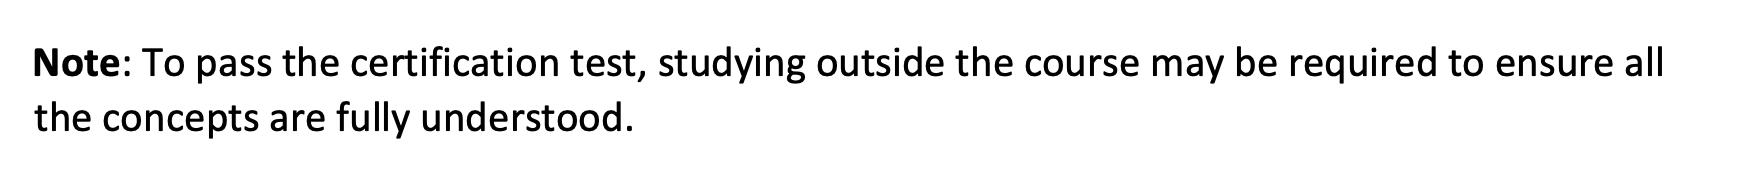 Note: To pass the certification test, studying outside the course may be required to ensure all
the concepts are fully understood.